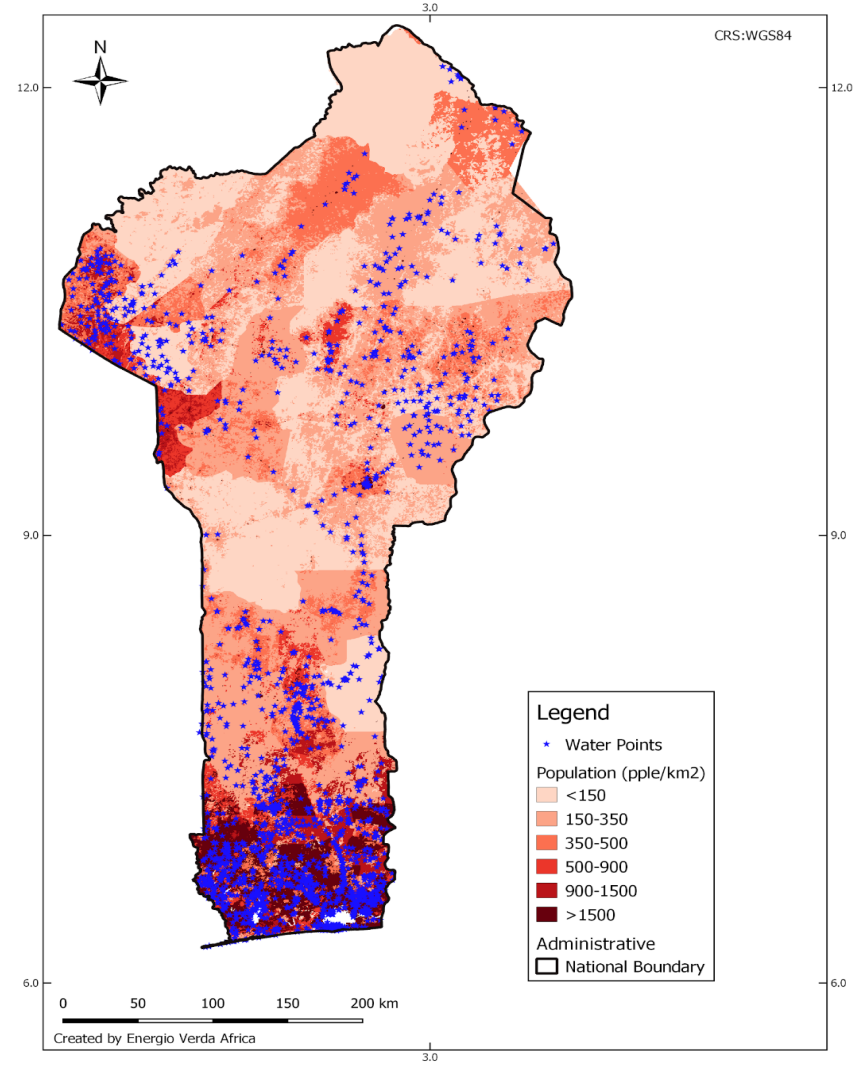 3.0
CRS:WGS84
N
12.0
12.0
9.0
9.0
Legend
Water Points
Population (pple/km2)
<150
150-350
350-500
500-900
900-1500
>1500
Administrative
National Boundary
6.0
6.0
0 50 100 150 200 km
Created by Energio Verda Africa
3.0